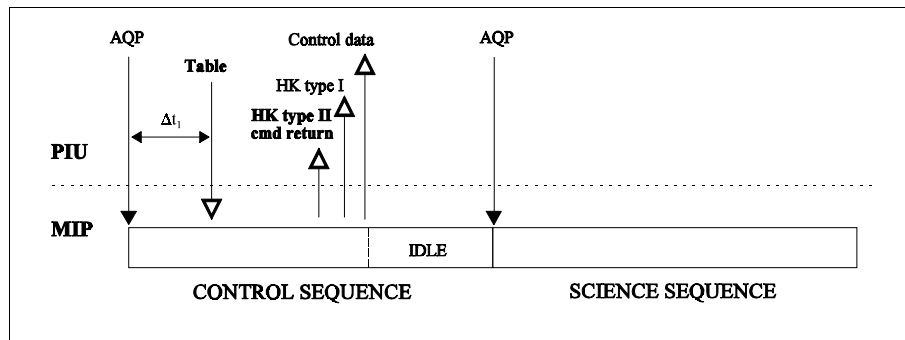 Control data
AQP
AQP
Table
HK type I
HK type II
cmd return
Δt₁
PIU
MIP
IDLE
CONTROL SEQUENCE
SCIENCE SEQUENCE